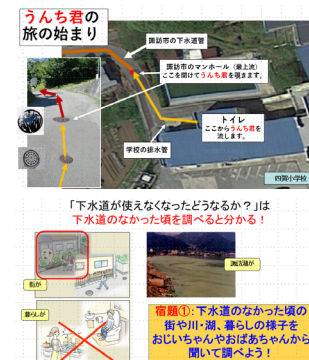 うんち君の
旅の始まり
諏訪市の下水道管
諏訪市のマンホール（最上流）
ここを開けてうんち君を覗きます。
トイレ
ここからうんち君を
流します。
学校の排水管
四賀小学校
「下水道が使えなくなったどうなるか？」は
下水道のなかった頃を調べると分かる！
街が
諏訪湖が
暮らしが
宿題①：下水道のなかった頃の
街や川・湖、暮らしの様子を
おじいちゃんやおばあちゃんから
聞いて調べよう！